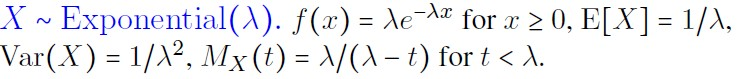 X ~ Exponential(λ). f(x) = λe^{−λx} for x ≥ 0, E[X] = 1/λ,
Var(X) = 1/λ², M_X(t) = λ/(λ − t) for t < λ.